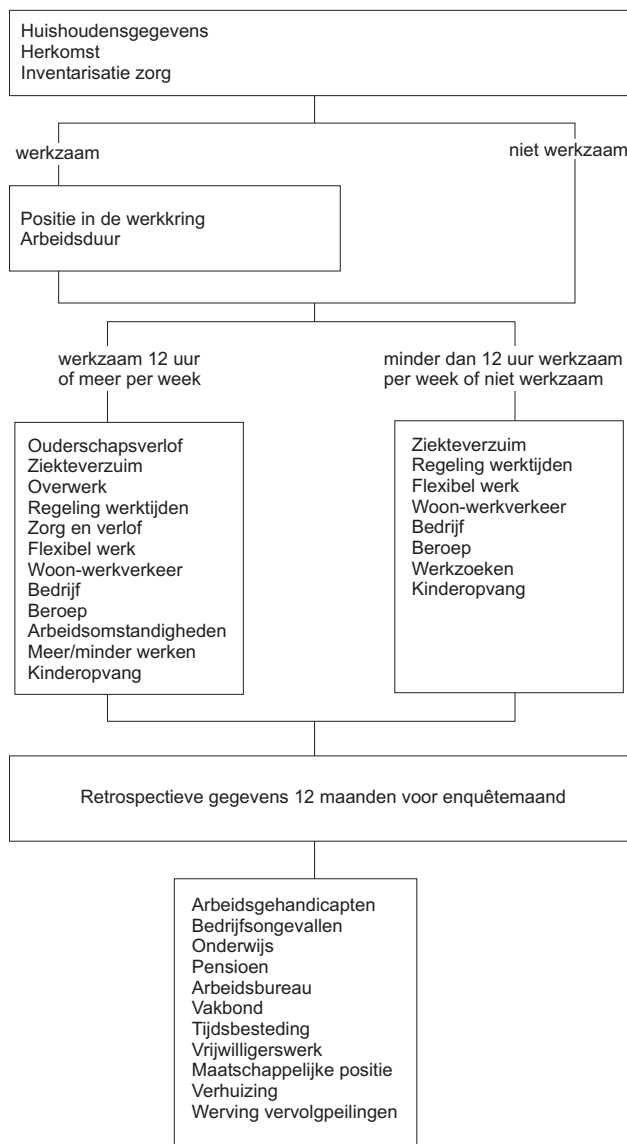 Huishoudensgegevens
Herkomst
Inventarisatie zorg
werkzaam
niet werkzaam
Positie in de werkkring
Arbeidsduur
werkzaam 12 uur
of meer per week
minder dan 12 uur werkzaam
per week of niet werkzaam
Ouderschapsverlof
Ziekteverzuim
Overwerk
Regeling werktijden
Zorg en verlof
Flexibel werk
Woon-werkverkeer
Bedrijf
Beroep
Arbeidsomstandigheden
Meer/minder werken
Kinderopvang
Ziekteverzuim
Regeling werktijden
Flexibel werk
Woon-werkverkeer
Bedrijf
Beroep
Werkzoeken
Kinderopvang
Retrospectieve gegevens 12 maanden voor enquêtemaand
Arbeidsgehandicapten
Bedrijfsongevallen
Onderwijs
Pensioen
Arbeidsbureau
Vakbond
Tijdsbesteding
Vrijwilligerswerk
Maatschappelijke positie
Verhuizing
Werving vervolgpeilingen